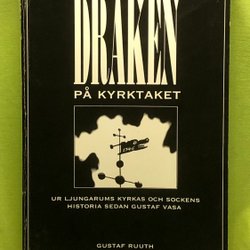 DRAKEN
PÅ KYRKTAKET
UR LJUNGARUMS KYRKAS OCH SOCKENS
HISTORIA SEDAN GUSTAF VASA
GUSTAF RUUTH